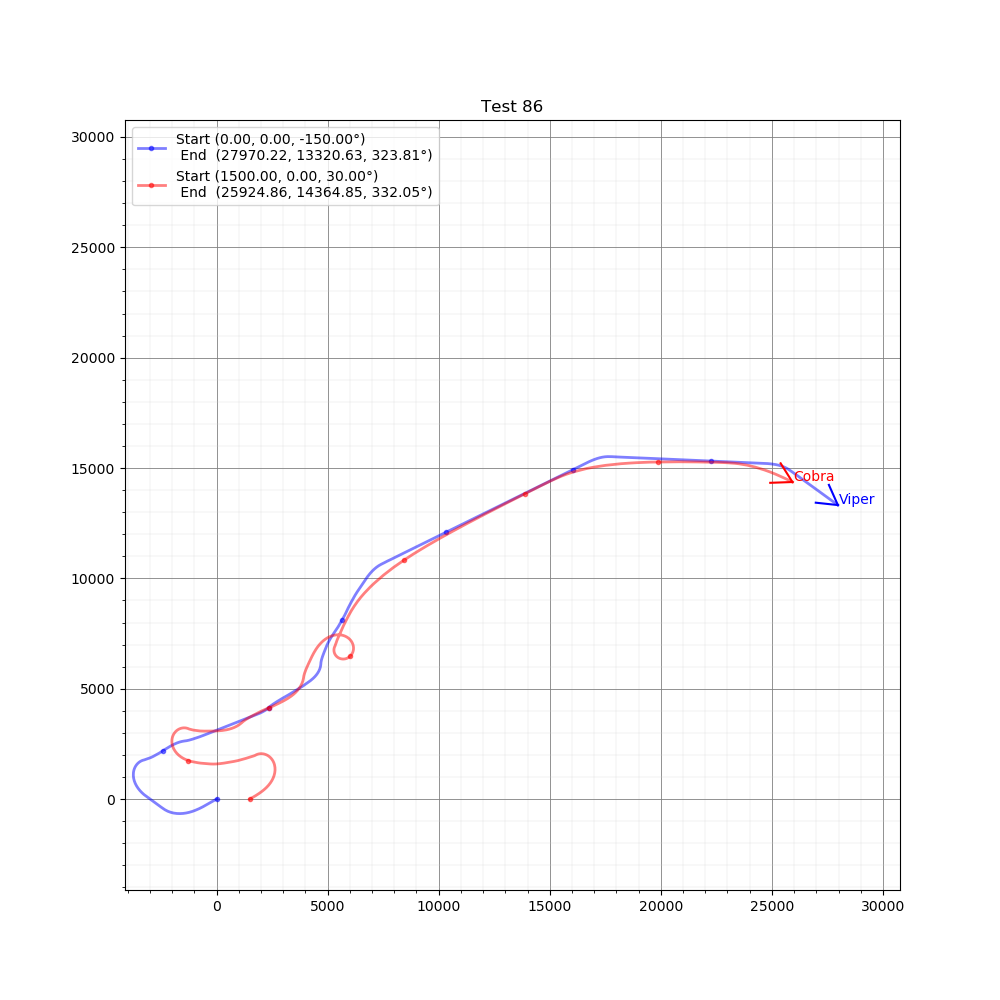 Test 86
Start (0.00, 0.00, -150.00°)
End (27970.22, 13320.63, 323.81°)
Start (1500.00, 0.00, 30.00°)
End (25924.86, 14364.85, 332.05°)
30000
25000
20000
15000
10000
5000
0
Cobra
Viper
0 5000 10000 15000 20000 25000 30000